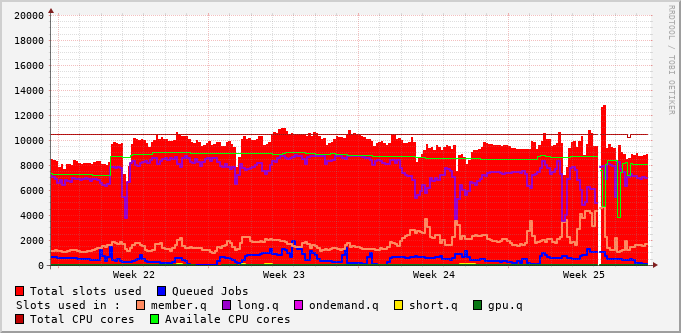 RRDTOOL / TOBI OETIKER
20000
18000
16000
14000
12000
10000
8000
6000
4000
2000
0
Week 22 Week 23 Week 24 Week 25
Total slots used Queued Jobs
Slots used in : member.q long.q ondemand.q short.q gpu.q
Total CPU cores Availale CPU cores